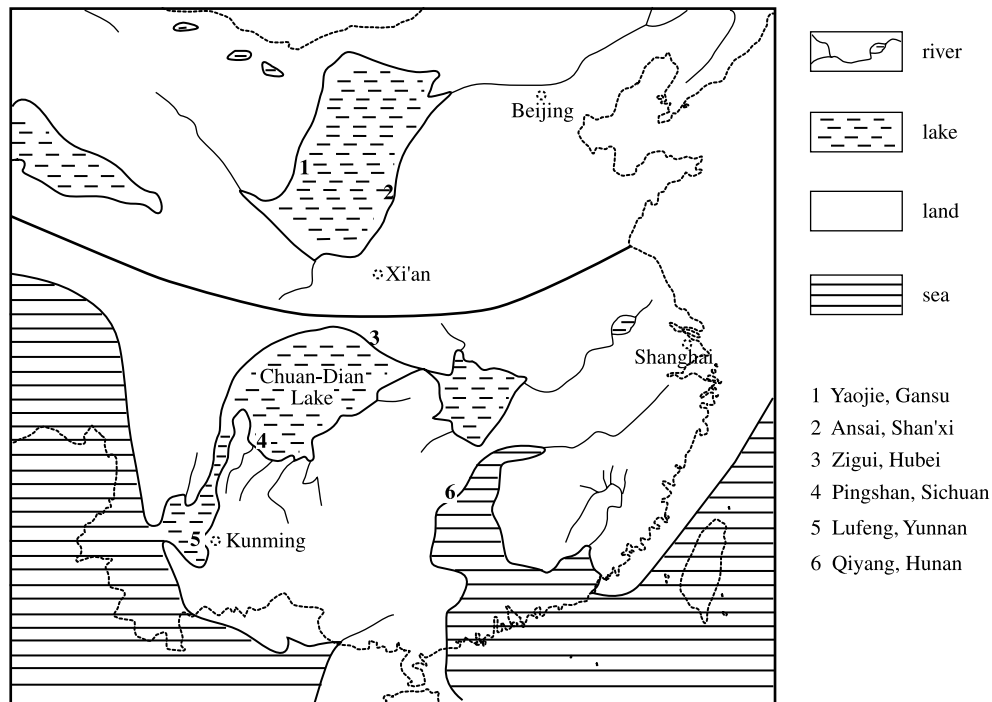 Beijing
1
2
Xi'an
3
Shanghai
Chuan-Dian
Lake
4
6
5
Kunming
river
lake
land
sea
1 Yaojie, Gansu
2 Ansai, Shan'xi
3 Zigui, Hubei
4 Pingshan, Sichuan
5 Lufeng, Yunnan
6 Qiyang, Hunan